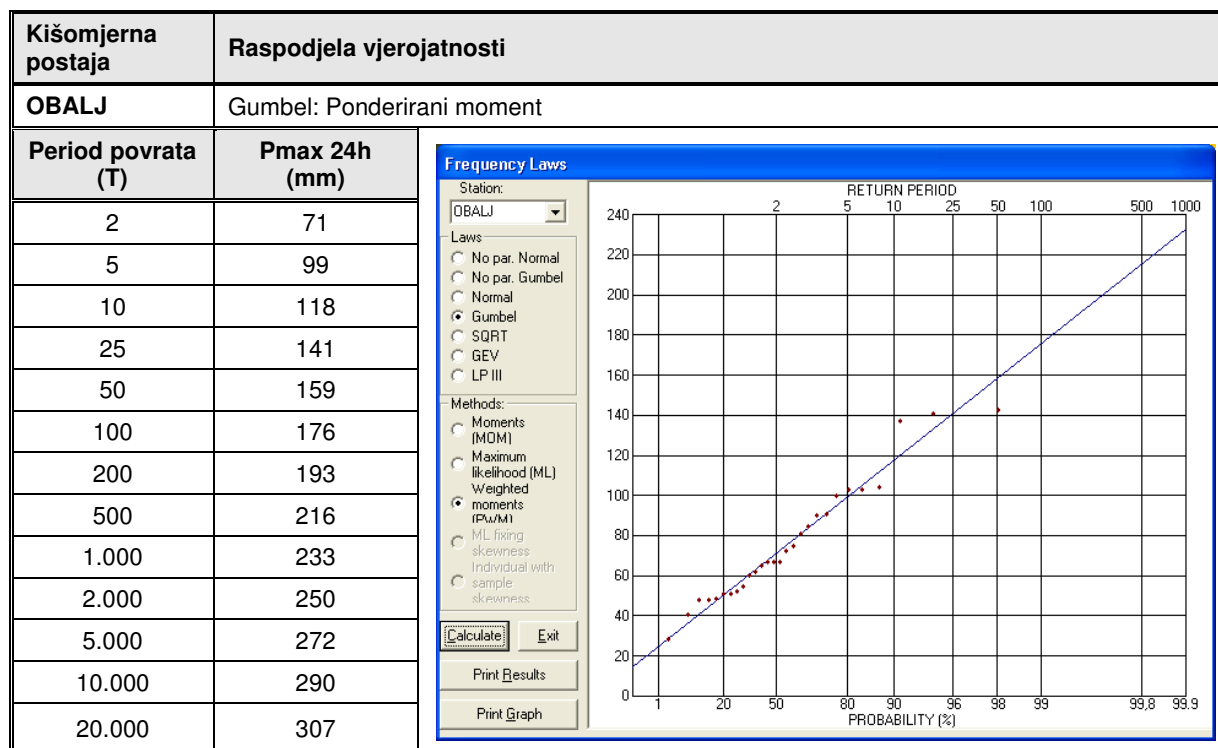 Kišomjerna
postaja
Raspodjela vjerojatnosti
OBALJ
Gumbel: Ponderirani moment
Period povrata
(T)
Pmax 24h
(mm)
2 71
5 99
10 118
25 141
50 159
100 176
200 193
500 216
1.000 233
2.000 250
5.000 272
10.000 290
20.000 307
Frequency Laws
Station:
OBALJ
Laws
No par. Normal
No par. Gumbel
Normal
Gumbel
SQRT
GEV
LP III
Methods:
Moments
(MOM)
Maximum
likelihood (ML)
Weighted
moments
(PWM)
ML fixing
skewness
Individual with
sample
skewness
Calculate Exit
Print Results
Print Graph
RETURN PERIOD
2 5 10 25 50 100 500 1000
240
220
200
180
160
140
120
100
80
60
40
20
0
1 20 50 80 90 96 98 99 99,8 99.9
PROBABILITY (%)